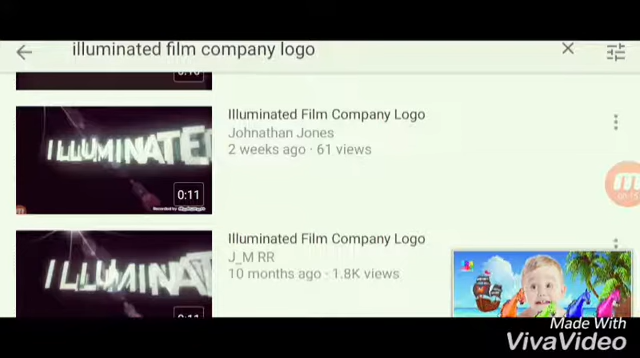 illuminated film company logo
ILLUMINATE
0:11
Illuminated Film Company Logo
Johnathan Jones
2 weeks ago · 61 views
ILLUMINAT
Illuminated Film Company Logo
J_M RR
10 months ago · 1.8K views
Made With
VivaVideo